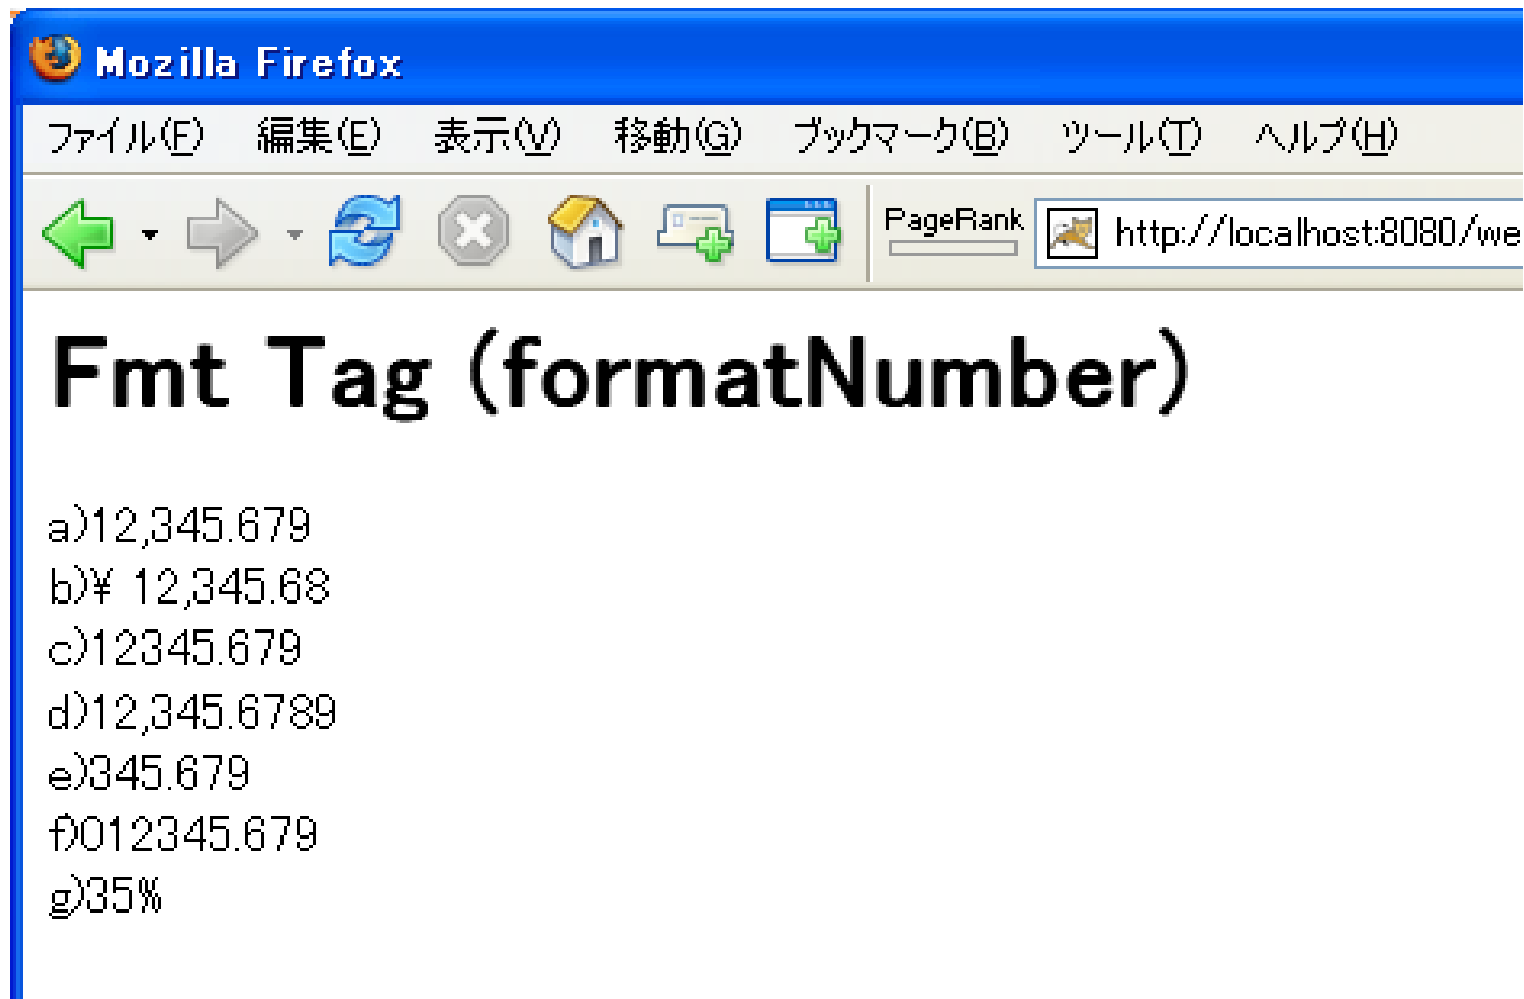 Mozilla Firefox
ファイル(F) 編集(E) 表示(V) 移動(G) ブックマーク(B) ツール(T) ヘルプ(H)
PageRank http://localhost:8080/we
Fmt Tag (formatNumber)
a)12,345.679
b)¥ 12,345.68
c)12345.679
d)12,345.6789
e)345.679
f)012345.679
g)35%